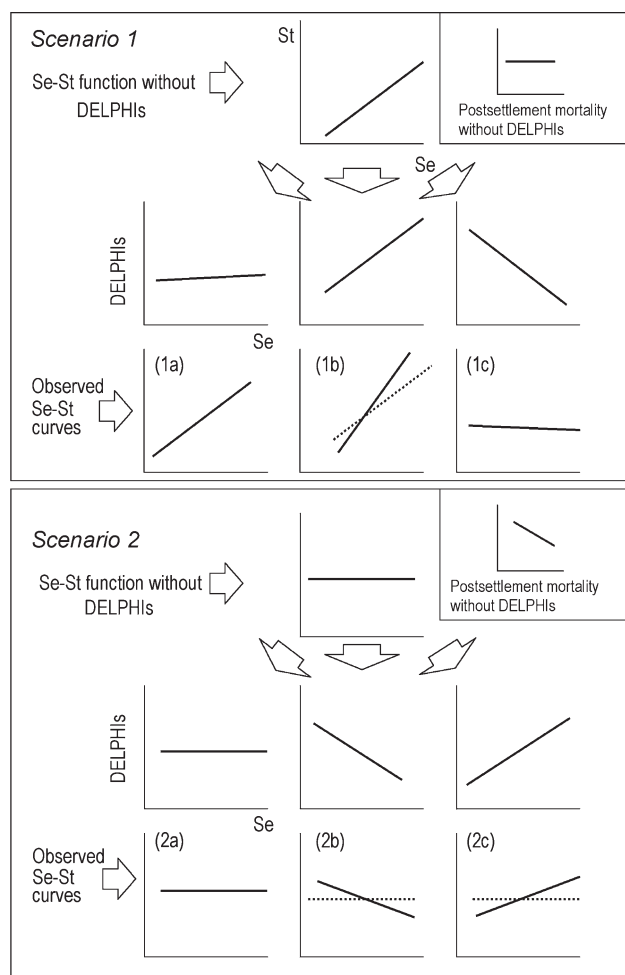 Scenario 1
St
Se-St function without
DELPHIs
Postsettlement mortality
without DELPHIs
Se
DELPHIs
Se
Observed
Se-St
curves
(1a)
(1b)
(1c)
Scenario 2
Se-St function without
DELPHIs
Postsettlement mortality
without DELPHIs
DELPHIs
Se
Observed
Se-St
curves
(2a)
(2b)
(2c)